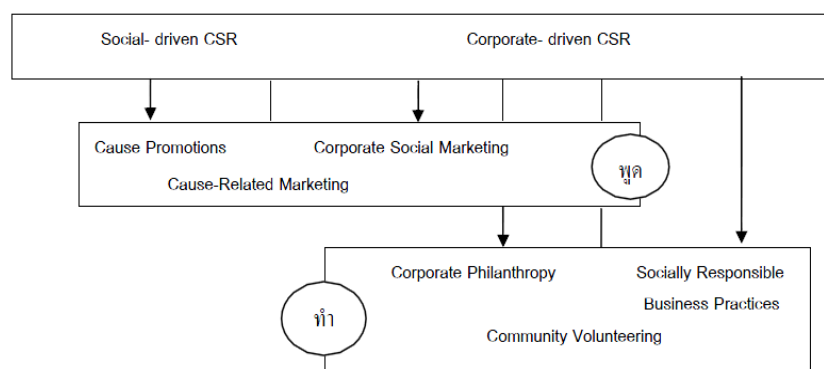 Social- driven CSR Corporate- driven CSR
Cause Promotions Corporate Social Marketing
Cause-Related Marketing
พูด
Corporate Philanthropy Socially Responsible
Business Practices
ทำ
Community Volunteering